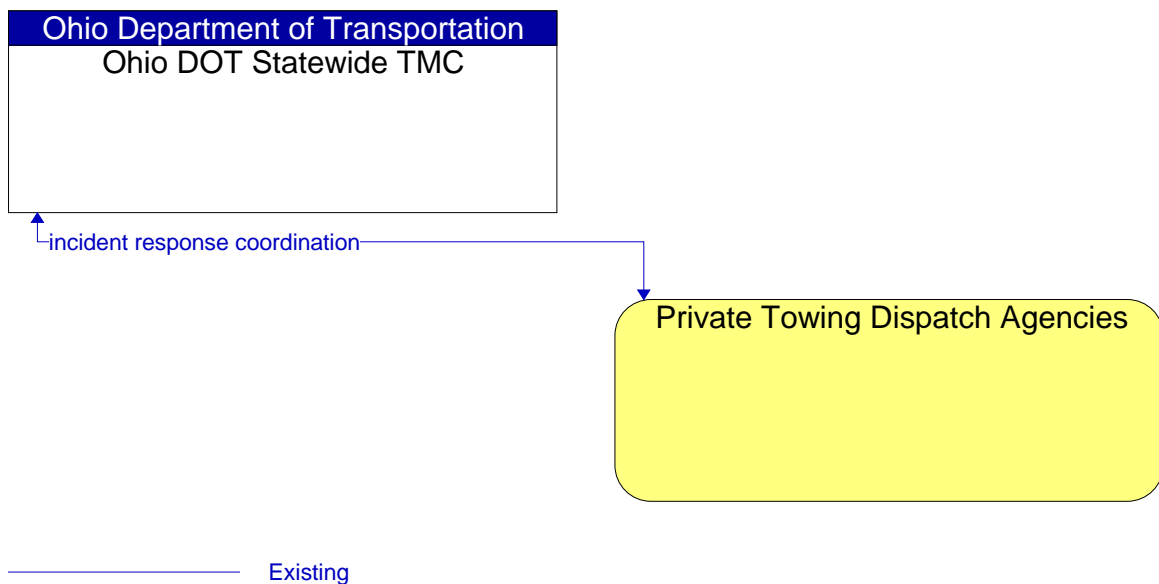 Ohio Department of Transportation
Ohio DOT Statewide TMC
incident response coordination
Private Towing Dispatch Agencies
Existing